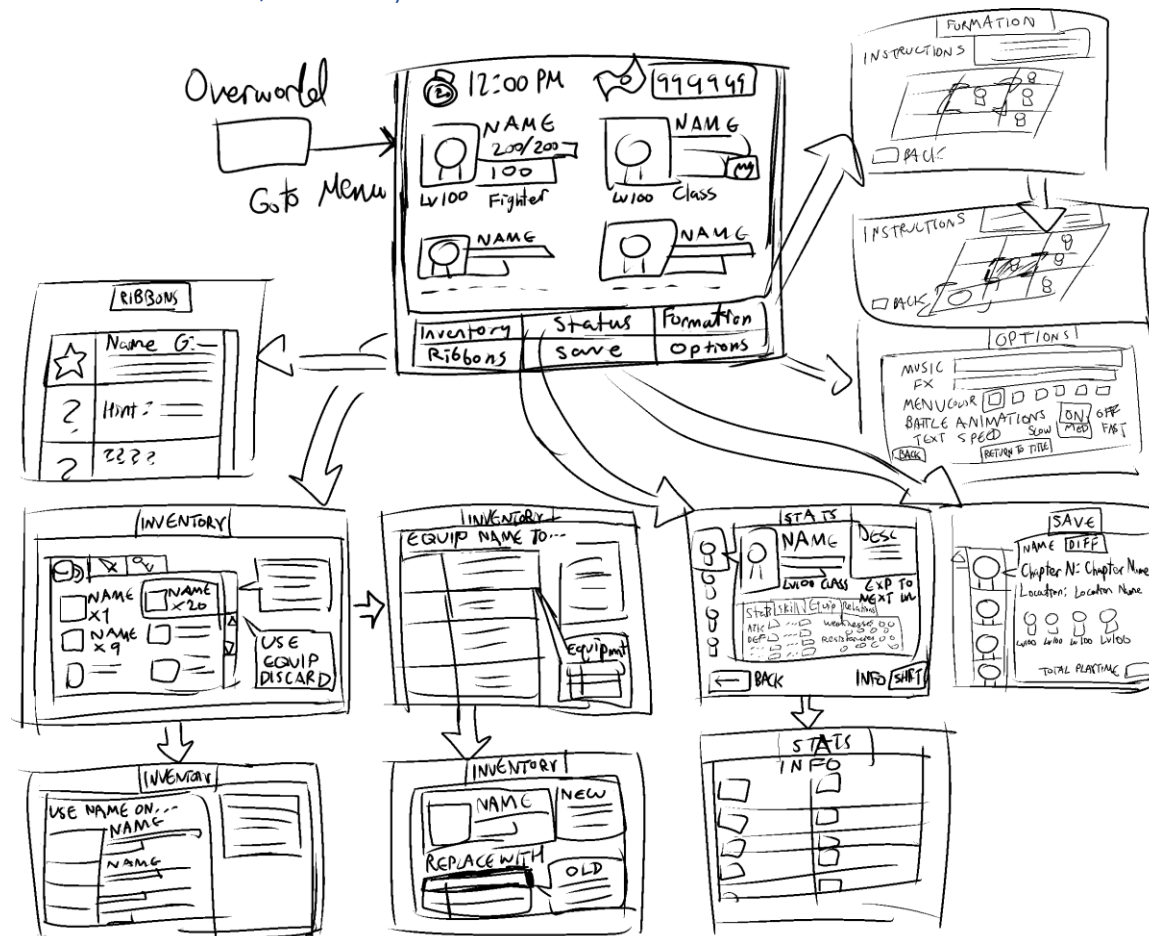 Overworld
Goto Menu
12:00 PM
999999
NAME
200/200
100
LV100 Fighter
NAME
LV100 Class
NAME
NAME
Inventory Status Formation
Ribbons Save Options
FORMATION
INSTRUCTIONS
BACK
INSTRUCTIONS
BACK
OPTIONS
MUSIC
FX
MENU COLOR
BATTLE ANIMATIONS ON OFF
TEXT SPEED SLOW MED FAST
BACK
RETURN TO TITLE
RIBBONS
Name G:
?
Hint:
?
????
INVENTORY
NAME
X1
NAME
X20
NAME
X9
USE
EQUIP
DISCARD
INVENTORY
EQUIP NAME TO...
Equipment
STATS
NAME
DESC
LV100 CLASS
EXP TO
NEXT LV
Stats Skill Equip Relations
ATK
DEF
Weaknesses
Resistances
BACK
INFO SHIFT
SAVE
NAME DIFF
Chapter N: Chapter Name
Location: Location Name
LV100 LV100 LV100 LV100
TOTAL PLAYTIME
INVENTORY
USE NAME ON...
NAME
NAME
INVENTORY
NAME
NEW
REPLACE WITH
OLD
STATS
INFO